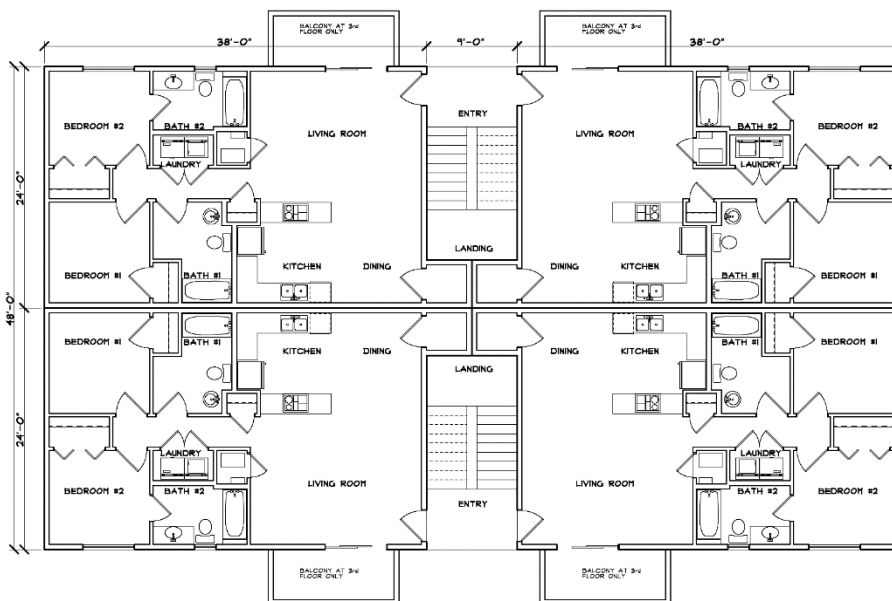 BALCONY AT 3rd
FLOOR ONLY
BALCONY AT 3rd
FLOOR ONLY
38'-0"
9'-0"
38'-0"
BEDROOM #2
BATH #2
LIVING ROOM
ENTRY
LIVING ROOM
BATH #2
BEDROOM #2
LAUNDRY
LAUNDRY
24'-0"
LANDING
BEDROOM #1
BATH #1
KITCHEN
DINING
DINING
KITCHEN
BATH #1
BEDROOM #1
48'-0"
BEDROOM #1
BATH #1
KITCHEN
DINING
DINING
KITCHEN
BATH #1
BEDROOM #1
LANDING
24'-0"
LAUNDRY
LAUNDRY
BEDROOM #2
BATH #2
LIVING ROOM
ENTRY
LIVING ROOM
BATH #2
BEDROOM #2
BALCONY AT 3rd
FLOOR ONLY
BALCONY AT 3rd
FLOOR ONLY